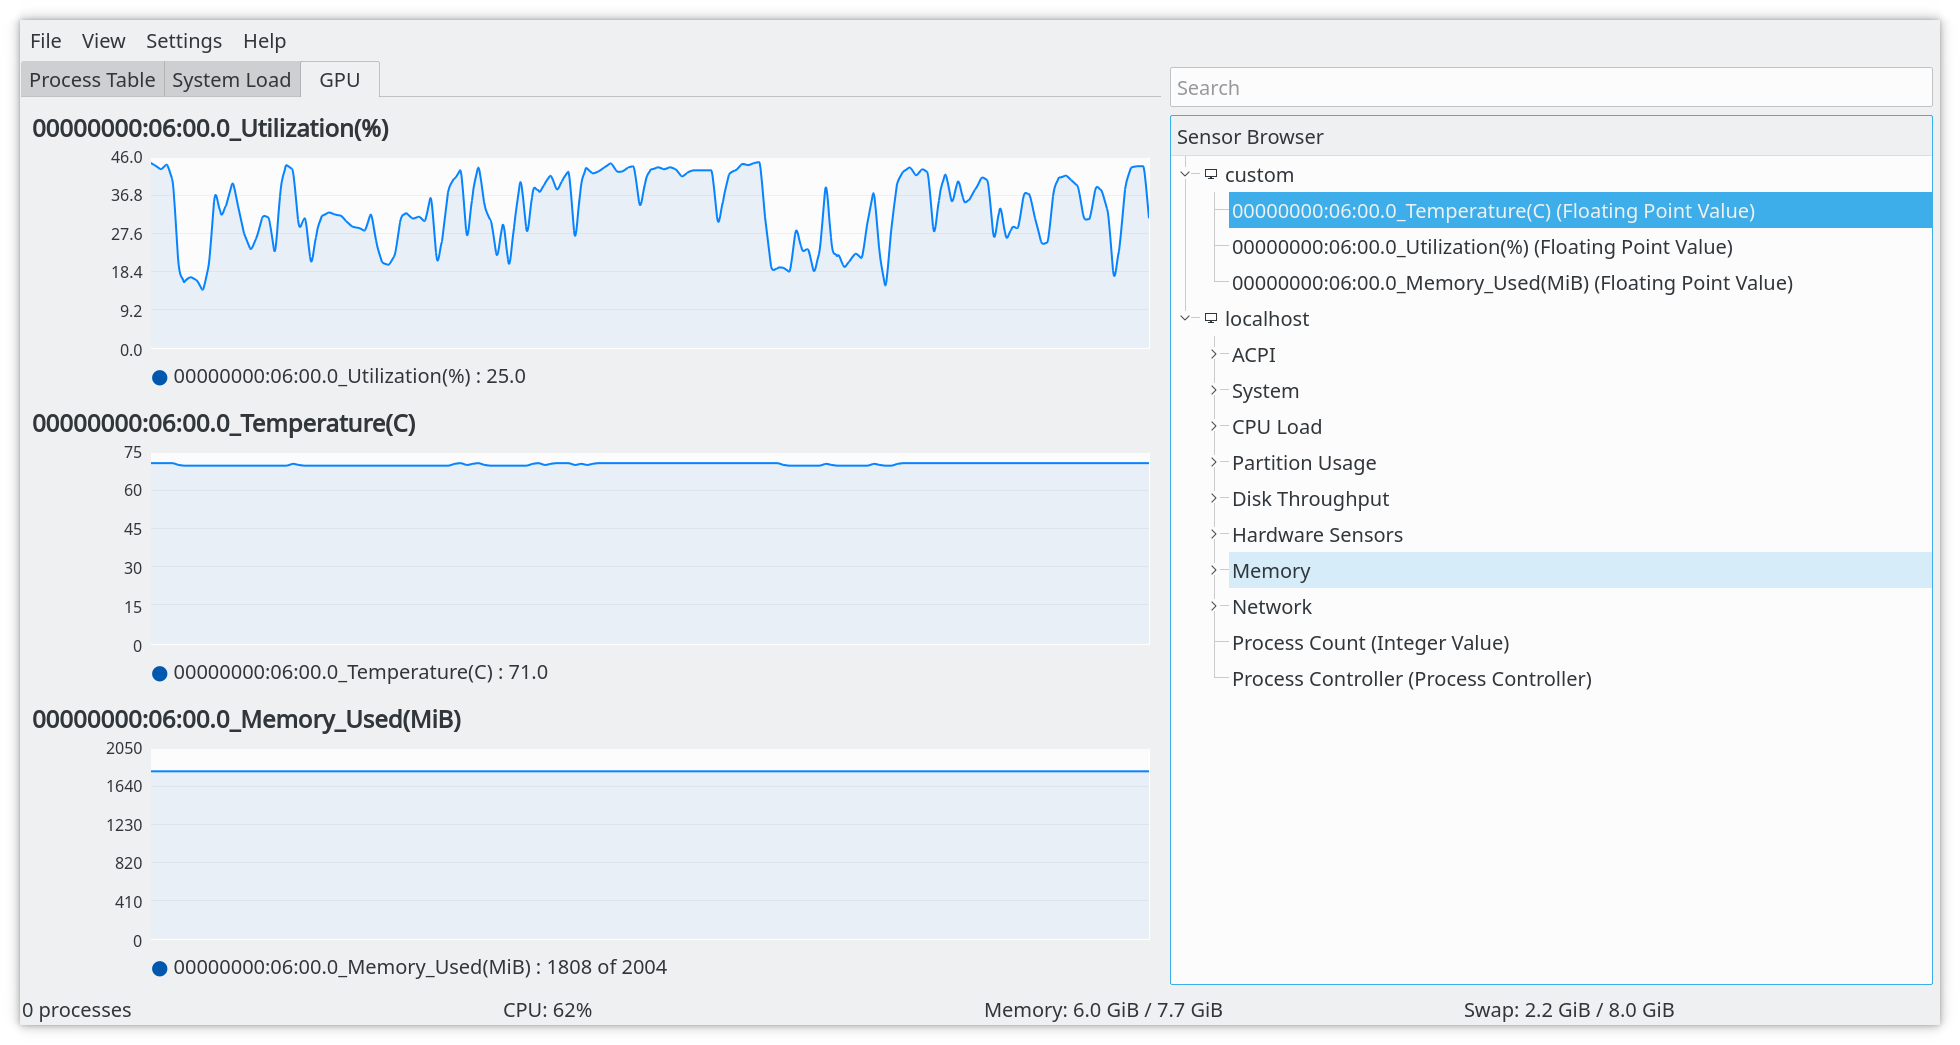 File View Settings Help
Process Table System Load GPU
00000000:06:00.0_Utilization(%)
46.0
36.8
27.6
18.4
9.2
0.0
00000000:06:00.0_Utilization(%) : 25.0
00000000:06:00.0_Temperature(C)
75
60
45
30
15
0
00000000:06:00.0_Temperature(C) : 71.0
00000000:06:00.0_Memory_Used(MiB)
2050
1640
1230
820
410
0
00000000:06:00.0_Memory_Used(MiB) : 1808 of 2004
Search
Sensor Browser
custom
00000000:06:00.0_Temperature(C) (Floating Point Value)
00000000:06:00.0_Utilization(%) (Floating Point Value)
00000000:06:00.0_Memory_Used(MiB) (Floating Point Value)
localhost
ACPI
System
CPU Load
Partition Usage
Disk Throughput
Hardware Sensors
Memory
Network
Process Count (Integer Value)
Process Controller (Process Controller)
0 processes CPU: 62% Memory: 6.0 GiB / 7.7 GiB Swap: 2.2 GiB / 8.0 GiB